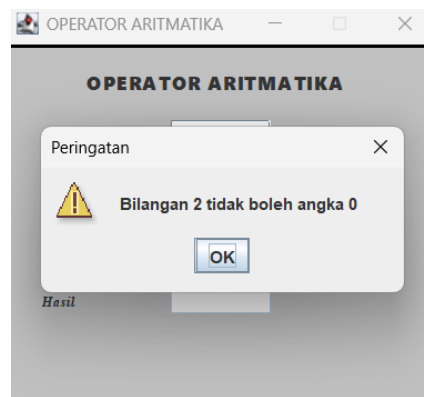 OPERATOR ARITMATIKA
OPERATOR ARITMATIKA
Peringatan
Bilangan 2 tidak boleh angka 0
OK
Hasil